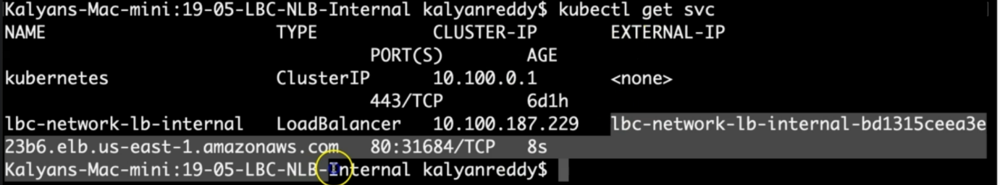 Kalyans-Mac-mini:19-05-LBC-NLB-Internal kalyanreddy$ kubectl get svc
NAME TYPE CLUSTER-IP EXTERNAL-IP
PORT(S) AGE
kubernetes ClusterIP 10.100.0.1 <none>
443/TCP 6d1h
lbc-network-lb-internal LoadBalancer 10.100.187.229 lbc-network-lb-internal-bd1315ceea3e
23b6.elb.us-east-1.amazonaws.com 80:31684/TCP 8s
Kalyans-Mac-mini:19-05-LBC-NLB-Internal kalyanreddy$